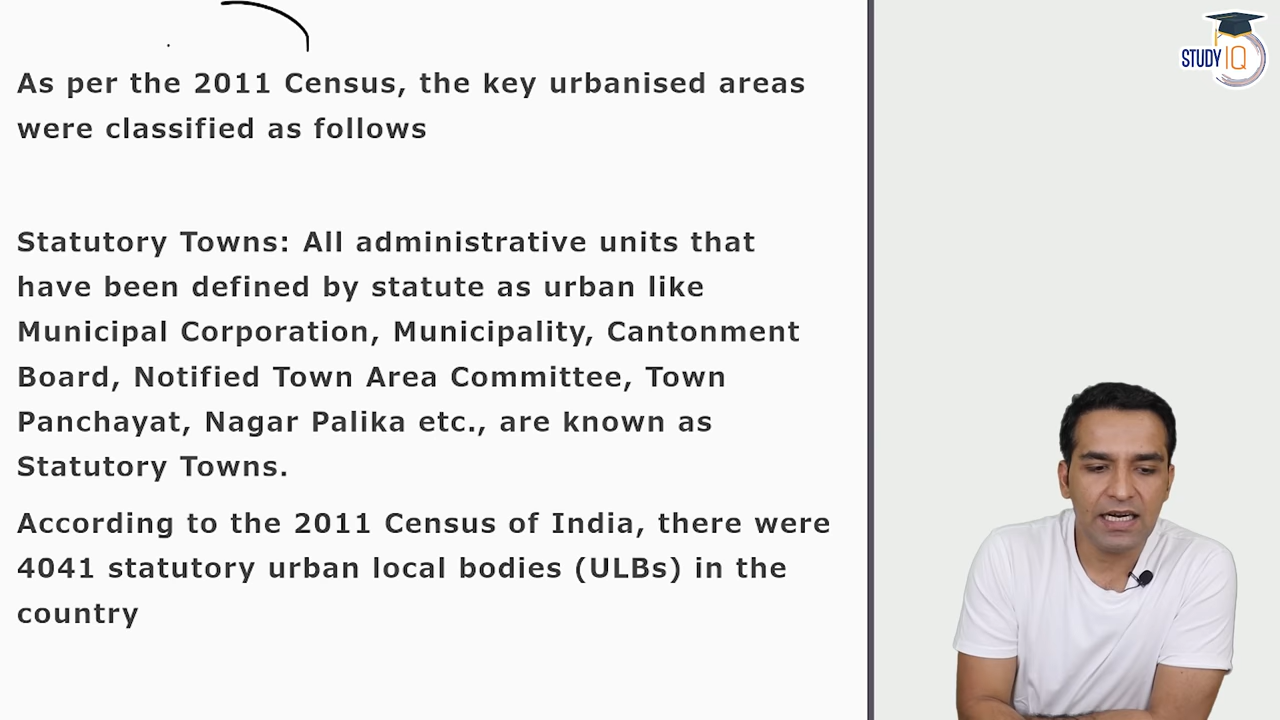 As per the 2011 Census, the key urbanised areas
were classified as follows
Statutory Towns: All administrative units that
have been defined by statute as urban like
Municipal Corporation, Municipality, Cantonment
Board, Notified Town Area Committee, Town
Panchayat, Nagar Palika etc., are known as
Statutory Towns.
According to the 2011 Census of India, there were
4041 statutory urban local bodies (ULBs) in the
country
STUDY IQ